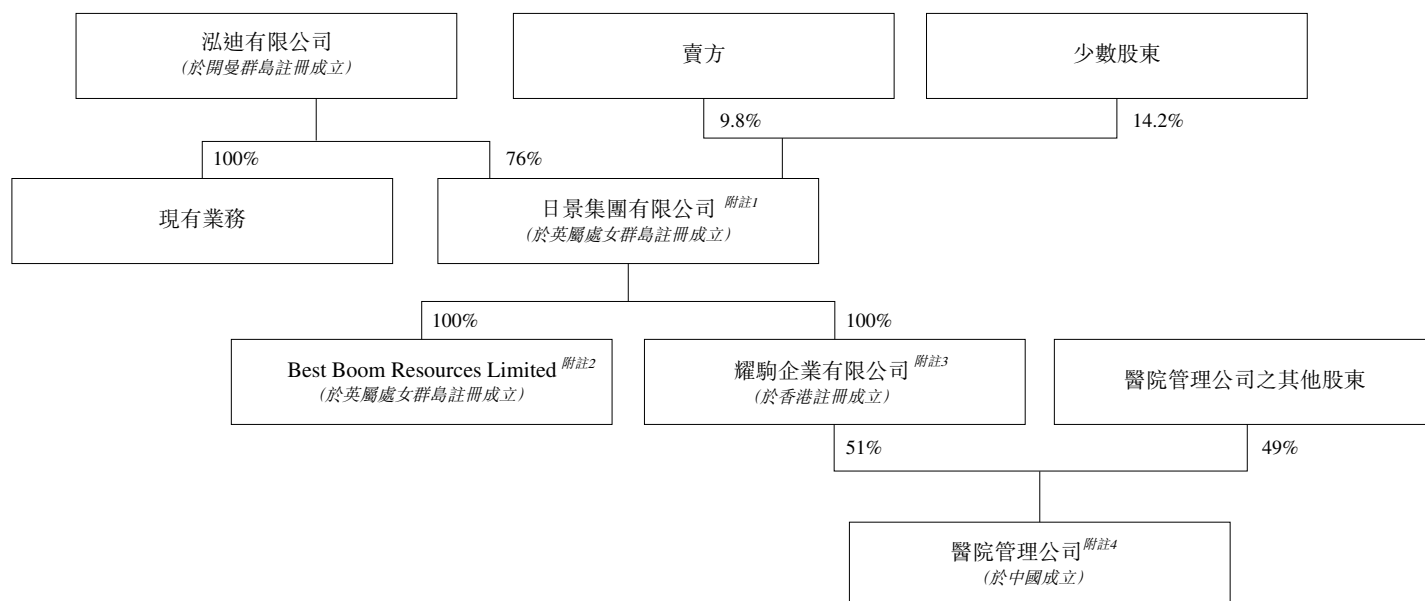 泓迪有限公司
(於開曼群島註冊成立)
賣方
少數股東
9.8%
14.2%
100%
76%
現有業務
日景集團有限公司 附註1
(於英屬處女群島註冊成立)
100%
100%
Best Boom Resources Limited 附註2
(於英屬處女群島註冊成立)
耀駒企業有限公司 附註3
(於香港註冊成立)
醫院管理公司之其他股東
51%
49%
醫院管理公司 附註4
(於中國成立)